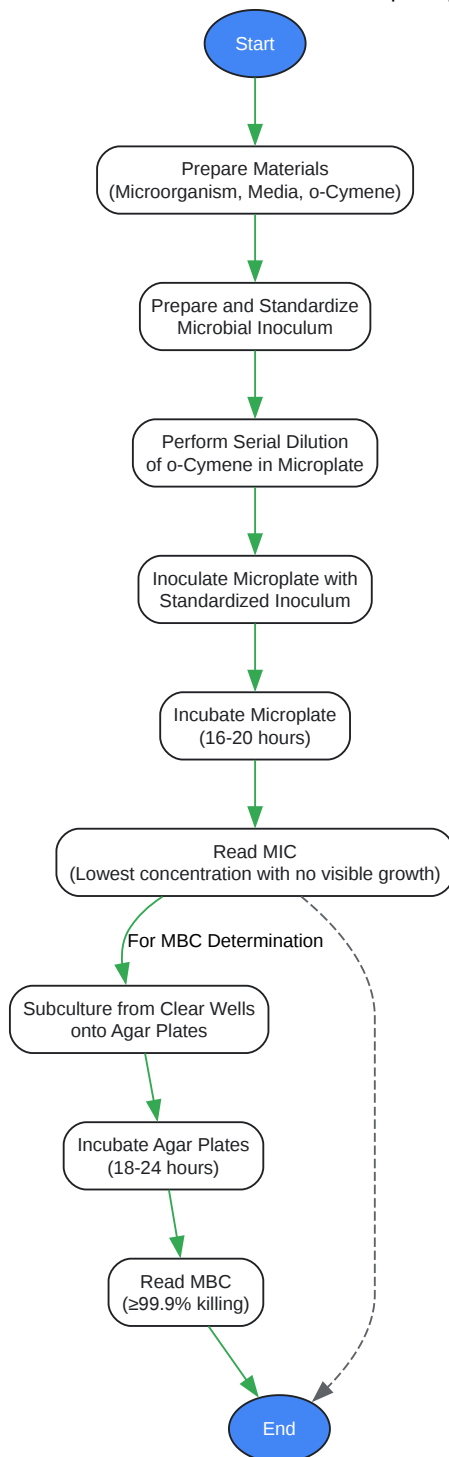 Start
Prepare Materials
(Microorganism, Media, o-Cymene)
Prepare and Standardize
Microbial Inoculum
Perform Serial Dilution
of o-Cymene in Microplate
Inoculate Microplate with
Standardized Inoculum
Incubate Microplate
(16-20 hours)
Read MIC
(Lowest concentration with no visible growth)
For MBC Determination
Subculture from Clear Wells
onto Agar Plates
Incubate Agar Plates
(18-24 hours)
Read MBC
(≥99.9% killing)
End